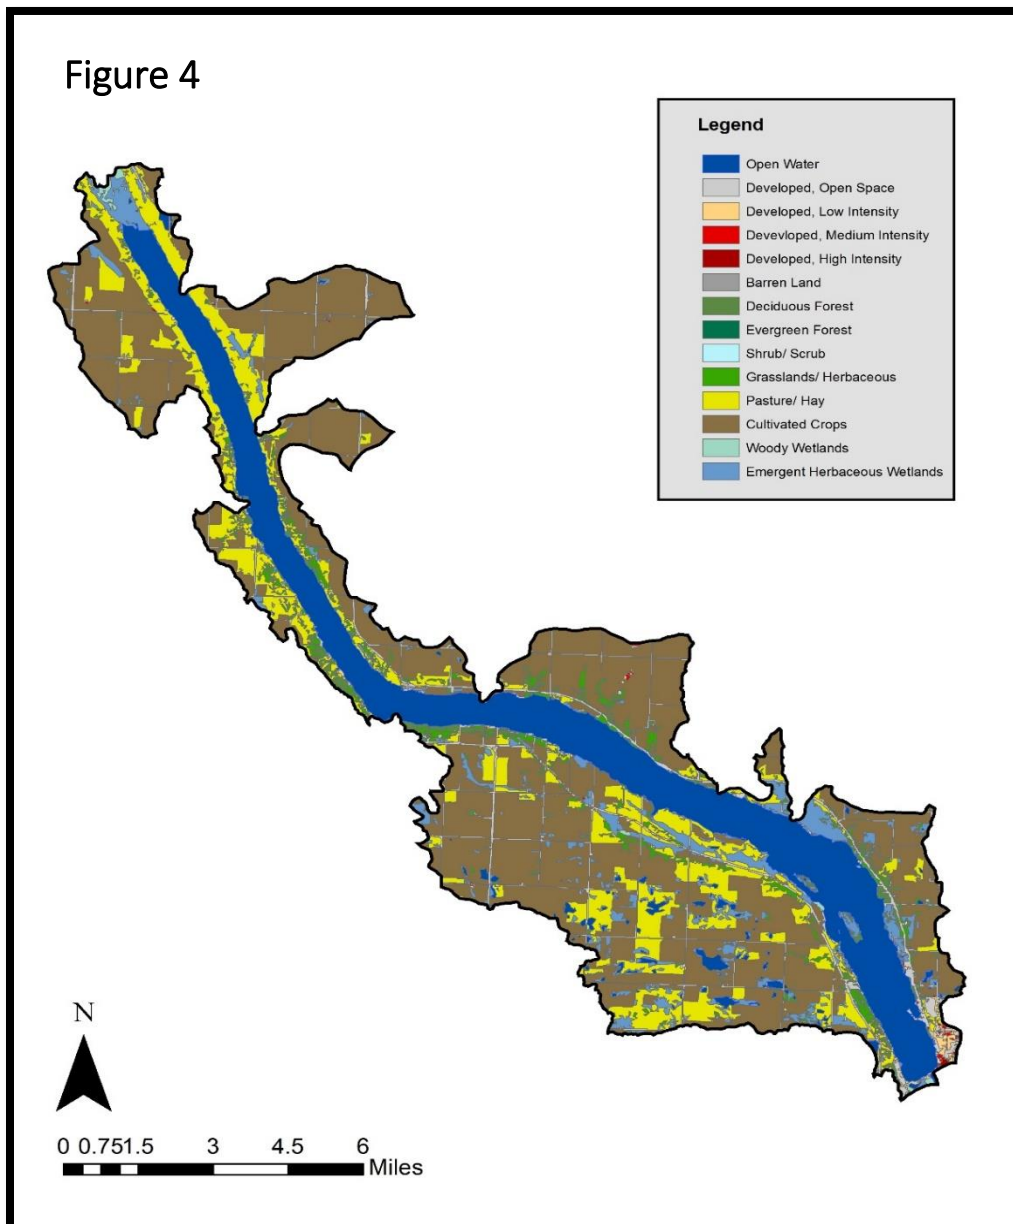 Figure 4
Legend
Open Water
Developed, Open Space
Developed, Low Intensity
Devevloped, Medium Intensity
Developed, High Intensity
Barren Land
Deciduous Forest
Evergreen Forest
Shrub/ Scrub
Grasslands/ Herbaceous
Pasture/ Hay
Cultivated Crops
Woody Wetlands
Emergent Herbaceous Wetlands
N
0 0.751.5 3 4.5 6
Miles